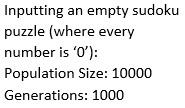 Inputting an empty sudoku
puzzle (where every
number is ‘0’):
Population Size: 10000
Generations: 1000